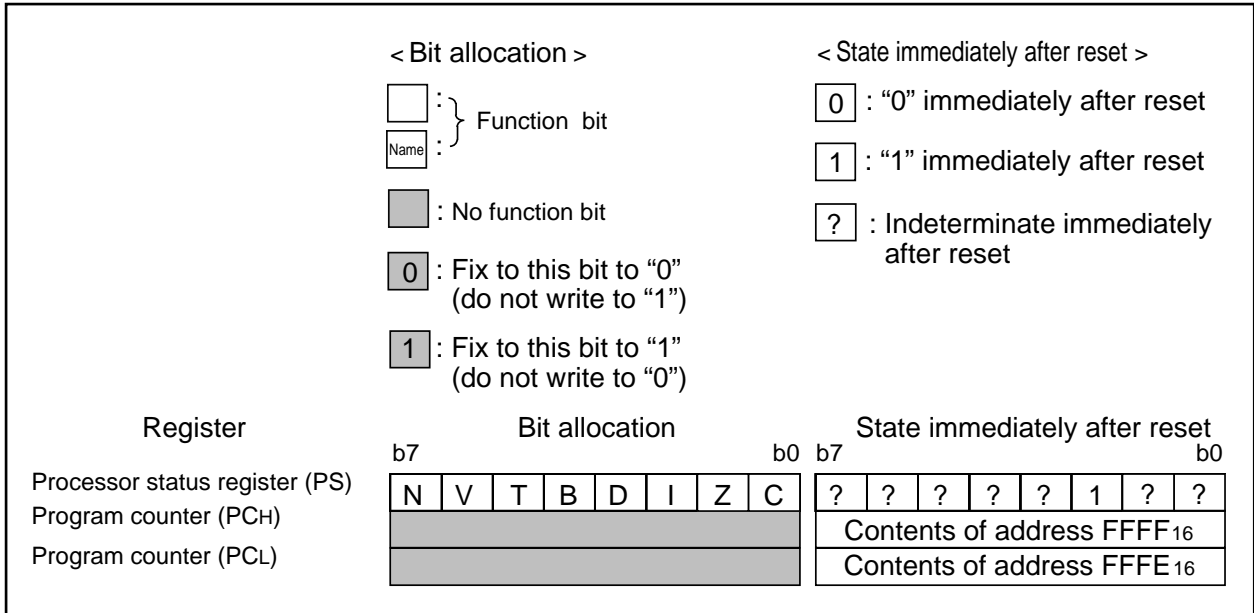 < Bit allocation >
:
Name :
Function bit
: No function bit
0 : Fix to this bit to “0”
(do not write to “1”)
1 : Fix to this bit to “1”
(do not write to “0”)
< State immediately after reset >
0 : “0” immediately after reset
1 : “1” immediately after reset
? : Indeterminate immediately
after reset
Register Bit allocation State immediately after reset
b7 b0 b7 b0
Processor status register (PS) N V T B D I Z C ? ? ? ? ? 1 ? ?
Program counter (PCH) Contents of address FFFF16
Program counter (PCL) Contents of address FFFE16